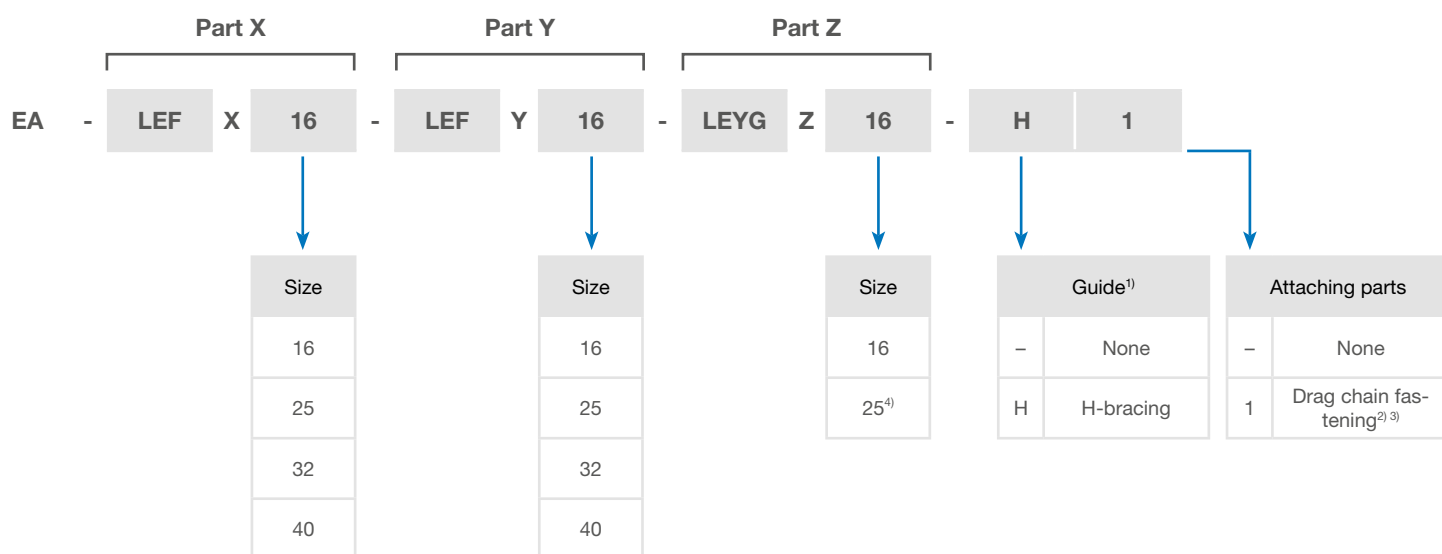 Part X Part Y Part Z
EA - LEF X 16 - LEF Y 16 - LEYG Z 16 - H 1
Size Size Size Guide1) Attaching parts
16 16 16 – None – None
25 25 254) H H-bracing 1 Drag chain fas-
tening2) 3)
32 32
40 40